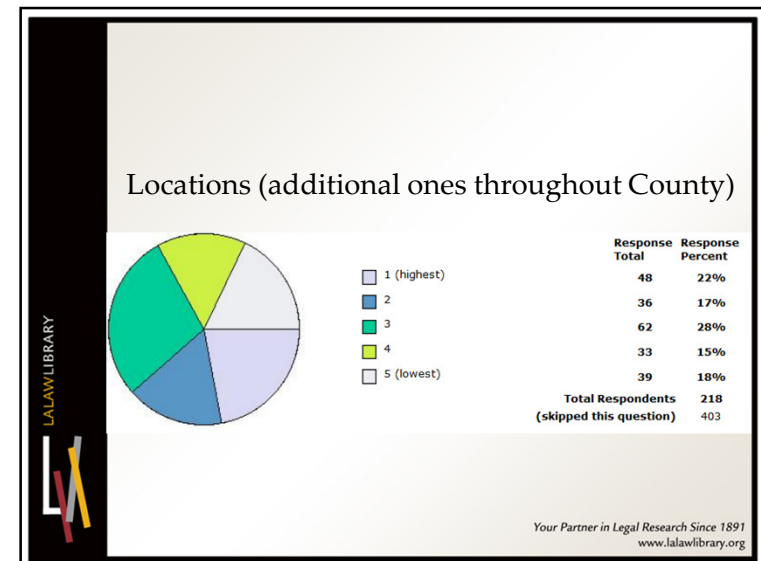 Locations (additional ones throughout County)
Response Response
Total Percent
1 (highest) 48 22%
2 36 17%
3 62 28%
4 33 15%
5 (lowest) 39 18%
Total Respondents 218
(skipped this question) 403
LALAWLIBRARY
Your Partner in Legal Research Since 1891
www.lalawlibrary.org